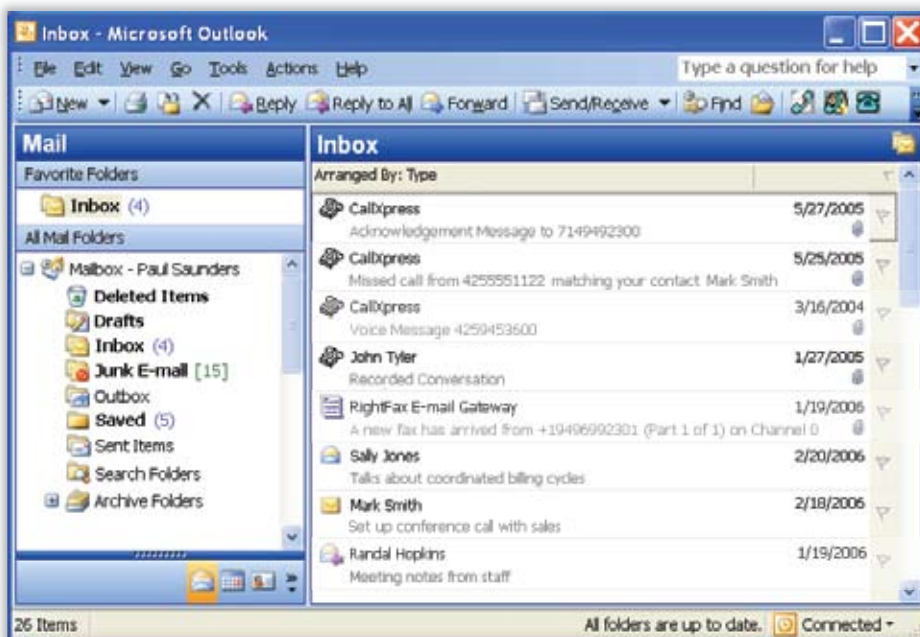 Inbox - Microsoft Outlook
File Edit View Go Tools Actions Help Type a question for help
New Reply Reply to All Forward Send/Receive Find
Mail
Favorite Folders
Inbox (4)
All Mail Folders
Mailbox - Paul Saunders
Deleted Items
Drafts
Inbox (4)
Junk E-mail [15]
Outbox
Saved (5)
Sent Items
Search Folders
Archive Folders
Inbox
Arranged By: Type
CallXpress 5/27/2005
Acknowledgement Message to 7149492300
CallXpress 5/25/2005
Missed call from 4255551122 matching your contact Mark Smith
CallXpress 3/16/2004
Voice Message 4259453600
John Tyler 1/27/2005
Recorded Conversation
RightFax E-mail Gateway 1/19/2006
A new fax has arrived from +19496992301 (Part 1 of 1) on Channel 0
Sally Jones 2/20/2006
Talks about coordinated billing cycles
Mark Smith 2/18/2006
Set up conference call with sales
Randal Hopkins 1/19/2006
Meeting notes from staff
26 Items All folders are up to date. Connected